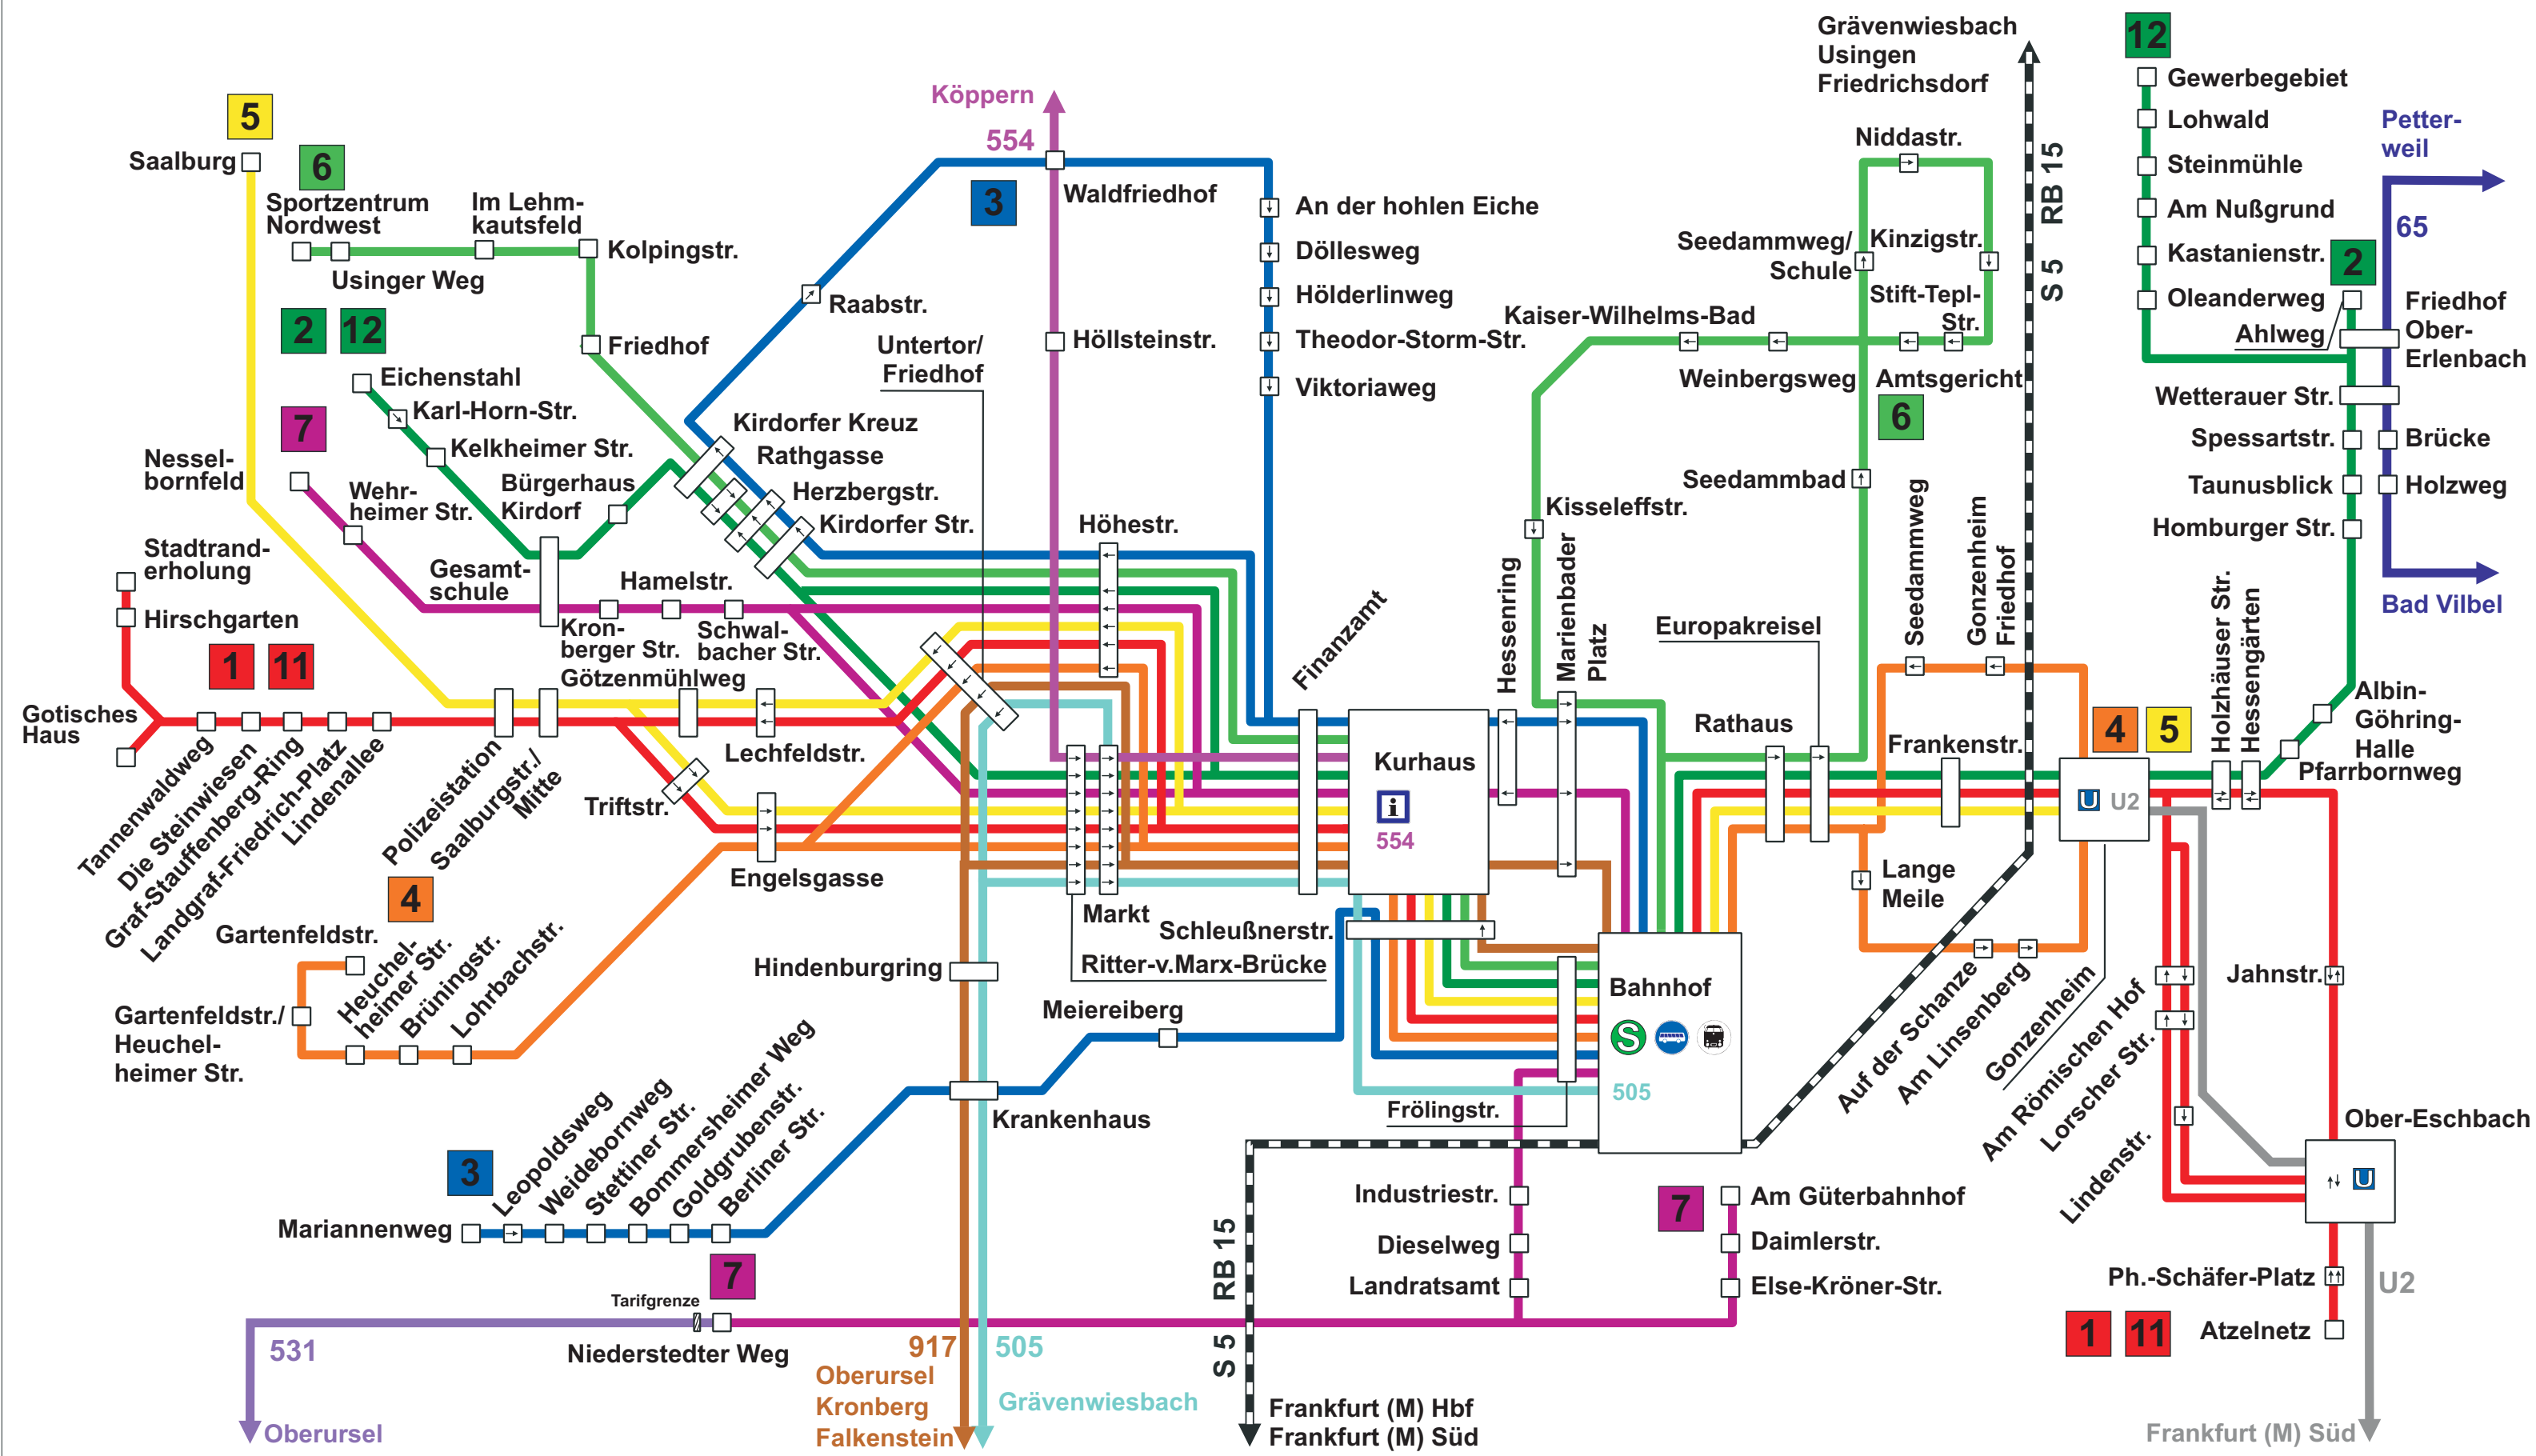 Grävenwiesbach
Usingen
Friedrichsdorf
12
Gewerbegebiet
Lohwald
Steinmühle
Am Nußgrund
Kastanienstr.
Oleanderweg
2
Ahlweg
Petter-
weil
65
Friedhof
Ober-
Erlenbach
Wetterauer Str.
Spessartstr.
Brücke
Taunusblick
Holzweg
Homburger Str.
Bad Vilbel
5
Saalburg
6
Sportzentrum
Nordwest
Usinger Weg
Im Lehm-
kautsfeld
Kolpingstr.
Friedhof
2
12
Eichenstahl
Karl-Horn-Str.
Kelkheimer Str.
Bürgerhaus
Kirdorf
7
Wehr-
heimer Str.
Nessel-
bornfeld
Gesamt-
schule
Hamelstr.
Kron-
berger Str.
Schwal-
bacher Str.
Köppern
554
3
Waldfriedhof
Raabstr.
Höllsteinstr.
Untertor/
Friedhof
Kirdorfer Kreuz
Rathgasse
Herzbergstr.
Kirdorfer Str.
Höhestr.
An der hohlen Eiche
Döllesweg
Hölderlinweg
Theodor-Storm-Str.
Viktoriaweg
Niddastr.
Seedammweg/
Schule
Kinzigstr.
Stift-Tepl-
Str.
Kaiser-Wilhelms-Bad
Weinbergsweg
Amtsgericht
6
Seedammbad
Kisseleffstr.
S 5 RB 15
Hessenring
Marienbader
Platz
Europakreisel
Seedammweg
Gonzenheim
Friedhof
Rathaus
Frankenstr.
4
5
Holzhäuser Str.
Hessengärten
Albin-
Göhring-
Halle
Pfarrbornweg
U
U2
Stadtrand-
erholung
Hirschgarten
1
11
Gotisches
Haus
Tannenwaldweg
Die Steinwiesen
Graf-Stauffenberg-Ring
Landgraf-Friedrich-Platz
Lindenallee
Polizeistation
Saalburgstr./
Mitte
Götzenmühlweg
Lechfeldstr.
Triftstr.
Engelsgasse
Finanzamt
Kurhaus
i
554
Markt
Ritter-v.Marx-Brücke
Schleußnerstr.
4
Gartenfeldstr.
Gartenfeldstr./
Heuchel-
heimer Str.
Heuchel-
heimer Str.
Brüningstr.
Lohrbachstr.
Hindenburgring
Meiereiberg
Krankenhaus
Bahnhof
S
505
Frölingstr.
Lange
Meile
Auf der Schanze
Am Linsenberg
Gonzenheim
Am Römischen Hof
Lorscher Str.
Lindenstr.
Jahnstr.
Ober-Eschbach
U
3
Mariannenweg
Leopoldsweg
Weidebornweg
Stettiner Str.
Bommersheimer Weg
Goldgrubenstr.
Berliner Str.
7
Tarifgrenze
Niederstedter Weg
531
Oberursel
917
Oberursel
Kronberg
Falkenstein
505
Grävenwiesbach
S 5 RB 15
Frankfurt (M) Hbf
Frankfurt (M) Süd
Industriestr.
Dieselweg
Landratsamt
7
Am Güterbahnhof
Daimlerstr.
Else-Kröner-Str.
Ph.-Schäfer-Platz
1
11
Atzelnetz
U2
Frankfurt (M) Süd